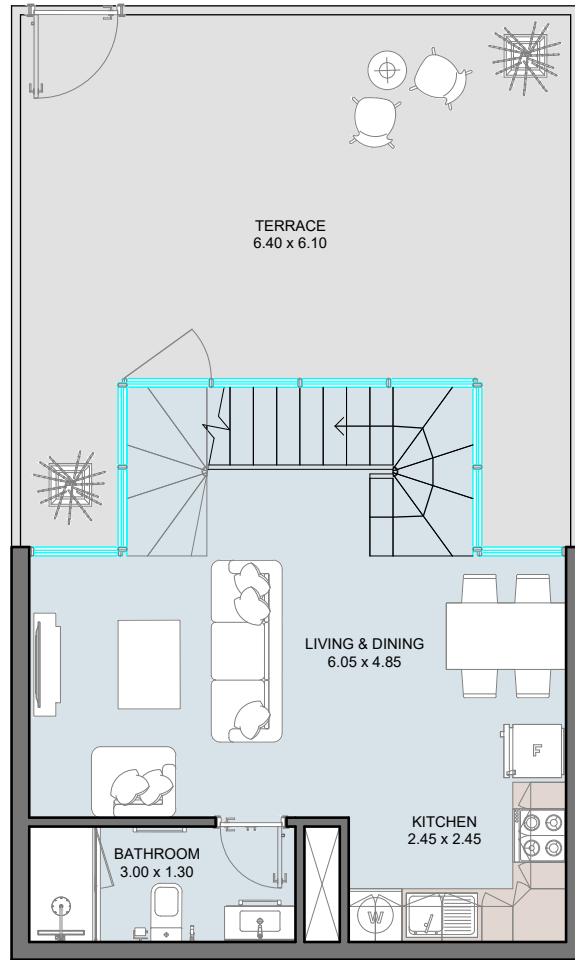 TERRACE
6.40 x 6.10
LIVING & DINING
6.05 x 4.85
F
KITCHEN
2.45 x 2.45
BATHROOM
3.00 x 1.30
W